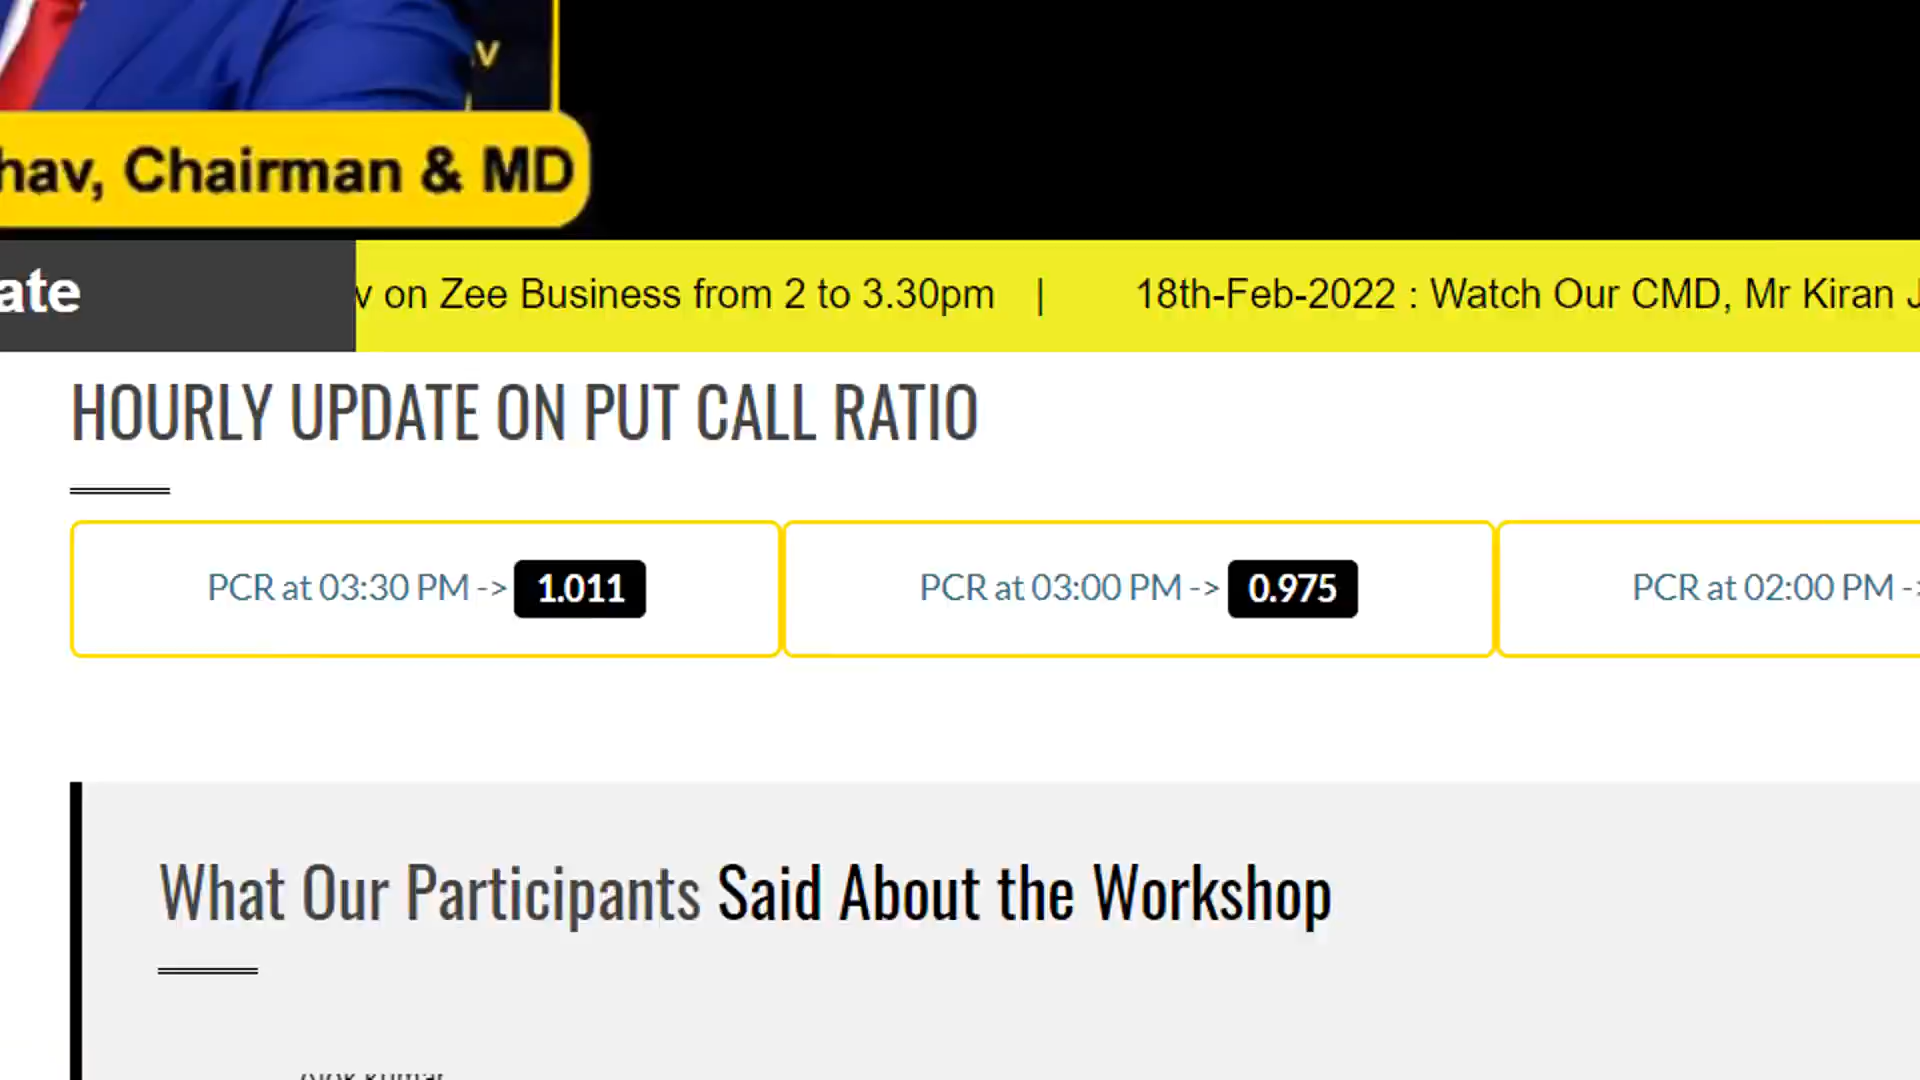 v
hav, Chairman & MD
ate
v on Zee Business from 2 to 3.30pm | 18th-Feb-2022 : Watch Our CMD, Mr Kiran J
HOURLY UPDATE ON PUT CALL RATIO
PCR at 03:30 PM -> 1.011 PCR at 03:00 PM -> 0.975 PCR at 02:00 PM ->
What Our Participants Said About the Workshop